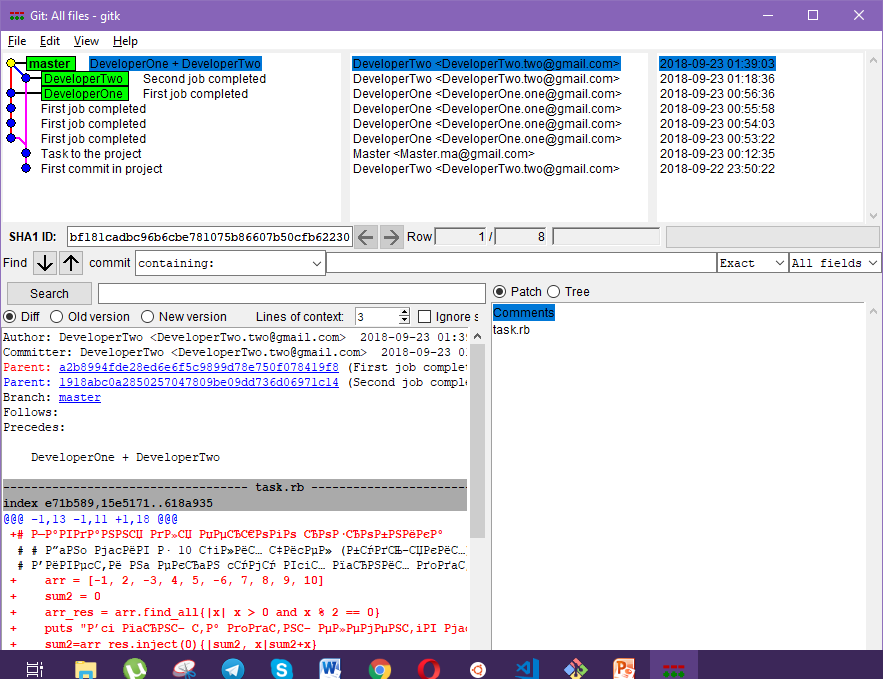 Git: All files - gitk
File Edit View Help
master DeveloperOne + DeveloperTwo DeveloperTwo <DeveloperTwo.two@gmail.com> 2018-09-23 01:39:03
DeveloperTwo Second job completed DeveloperTwo <DeveloperTwo.two@gmail.com> 2018-09-23 01:18:36
DeveloperOne First job completed DeveloperOne <DeveloperOne.one@gmail.com> 2018-09-23 00:56:36
First job completed DeveloperOne <DeveloperOne.one@gmail.com> 2018-09-23 00:55:58
First job completed DeveloperOne <DeveloperOne.one@gmail.com> 2018-09-23 00:54:03
First job completed DeveloperOne <DeveloperOne.one@gmail.com> 2018-09-23 00:53:22
Task to the project Master <Master.ma@gmail.com> 2018-09-23 00:12:35
First commit in project DeveloperTwo <DeveloperTwo.two@gmail.com> 2018-09-22 23:50:22
SHA1 ID: bf181cadbc96b6cbe781075b86607b50cfb62230 Row 1 / 8
Find commit containing: Exact All fields
Search
Patch Tree
Diff Old version New version Lines of context: 3 Ignore
Comments
task.rb
Author: DeveloperTwo <DeveloperTwo.two@gmail.com> 2018-09-23 01:3
Committer: DeveloperTwo <DeveloperTwo.two@gmail.com> 2018-09-23 0
Parent: a2b8994fde28ed6e6f5c9899d78e750f078419f8 (First job comple
Parent: 1918abc0a2850257047809be09dd736d06971c14 (Second job compl
Branch: master
Follows:
Precedes:
DeveloperOne + DeveloperTwo
task.rb
index e71b589,15e5171..618a935
@@@ -1,13 -1,11 +1,18 @@@
+#
# #
#
+ arr = [-1, 2, -3, 4, 5, -6, 7, 8, 9, 10]
+ sum2 = 0
+ arr_res = arr.find_all{|x| x > 0 and x % 2 == 0}
+ puts "
+ sum2=arr_res.inject(0){|sum2, x|sum2+x}